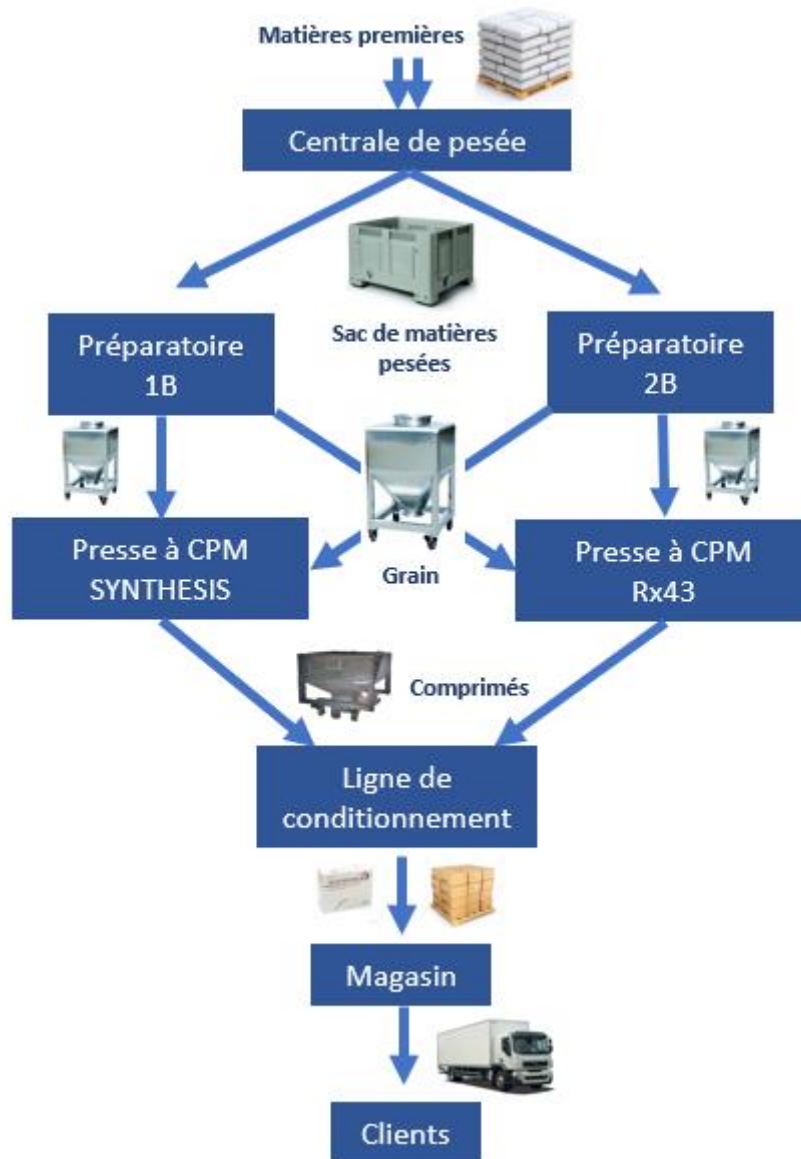 Matières premières
Centrale de pesée
Sac de matières
pesées
Préparatoire
1B
Préparatoire
2B
Presse à CPM
SYNTHESIS
Grain
Presse à CPM
Rx43
Comprimés
Ligne de
conditionnement
Magasin
Clients